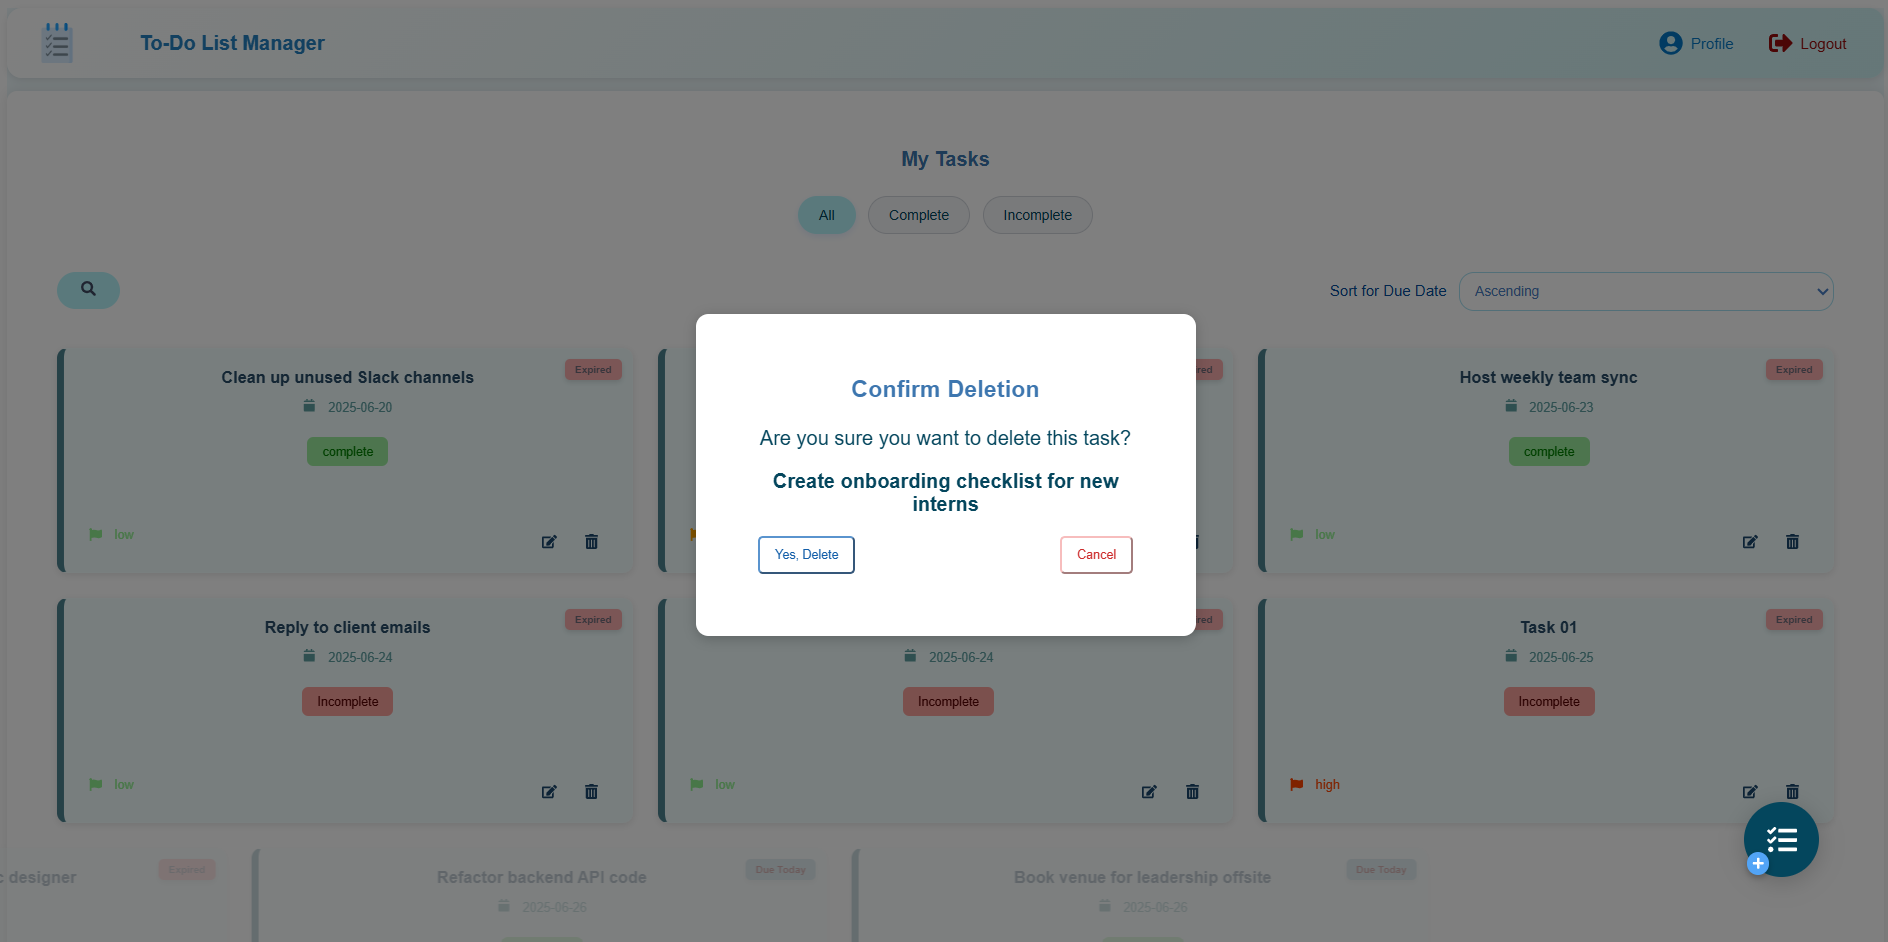 To-Do List Manager
Profile
Logout
My Tasks
All
Complete
Incomplete
Sort for Due Date
Ascending
Clean up unused Slack channels
Expired
2025-06-20
complete
low
Host weekly team sync
Expired
2025-06-23
complete
low
Confirm Deletion
Are you sure you want to delete this task?
Create onboarding checklist for new
interns
Yes, Delete
Cancel
Reply to client emails
Expired
2025-06-24
Incomplete
low
2025-06-24
Incomplete
low
Task 01
Expired
2025-06-25
Incomplete
high
designer
Expired
Refactor backend API code
Due Today
2025-06-26
Book venue for leadership offsite
Due Today
2025-06-26